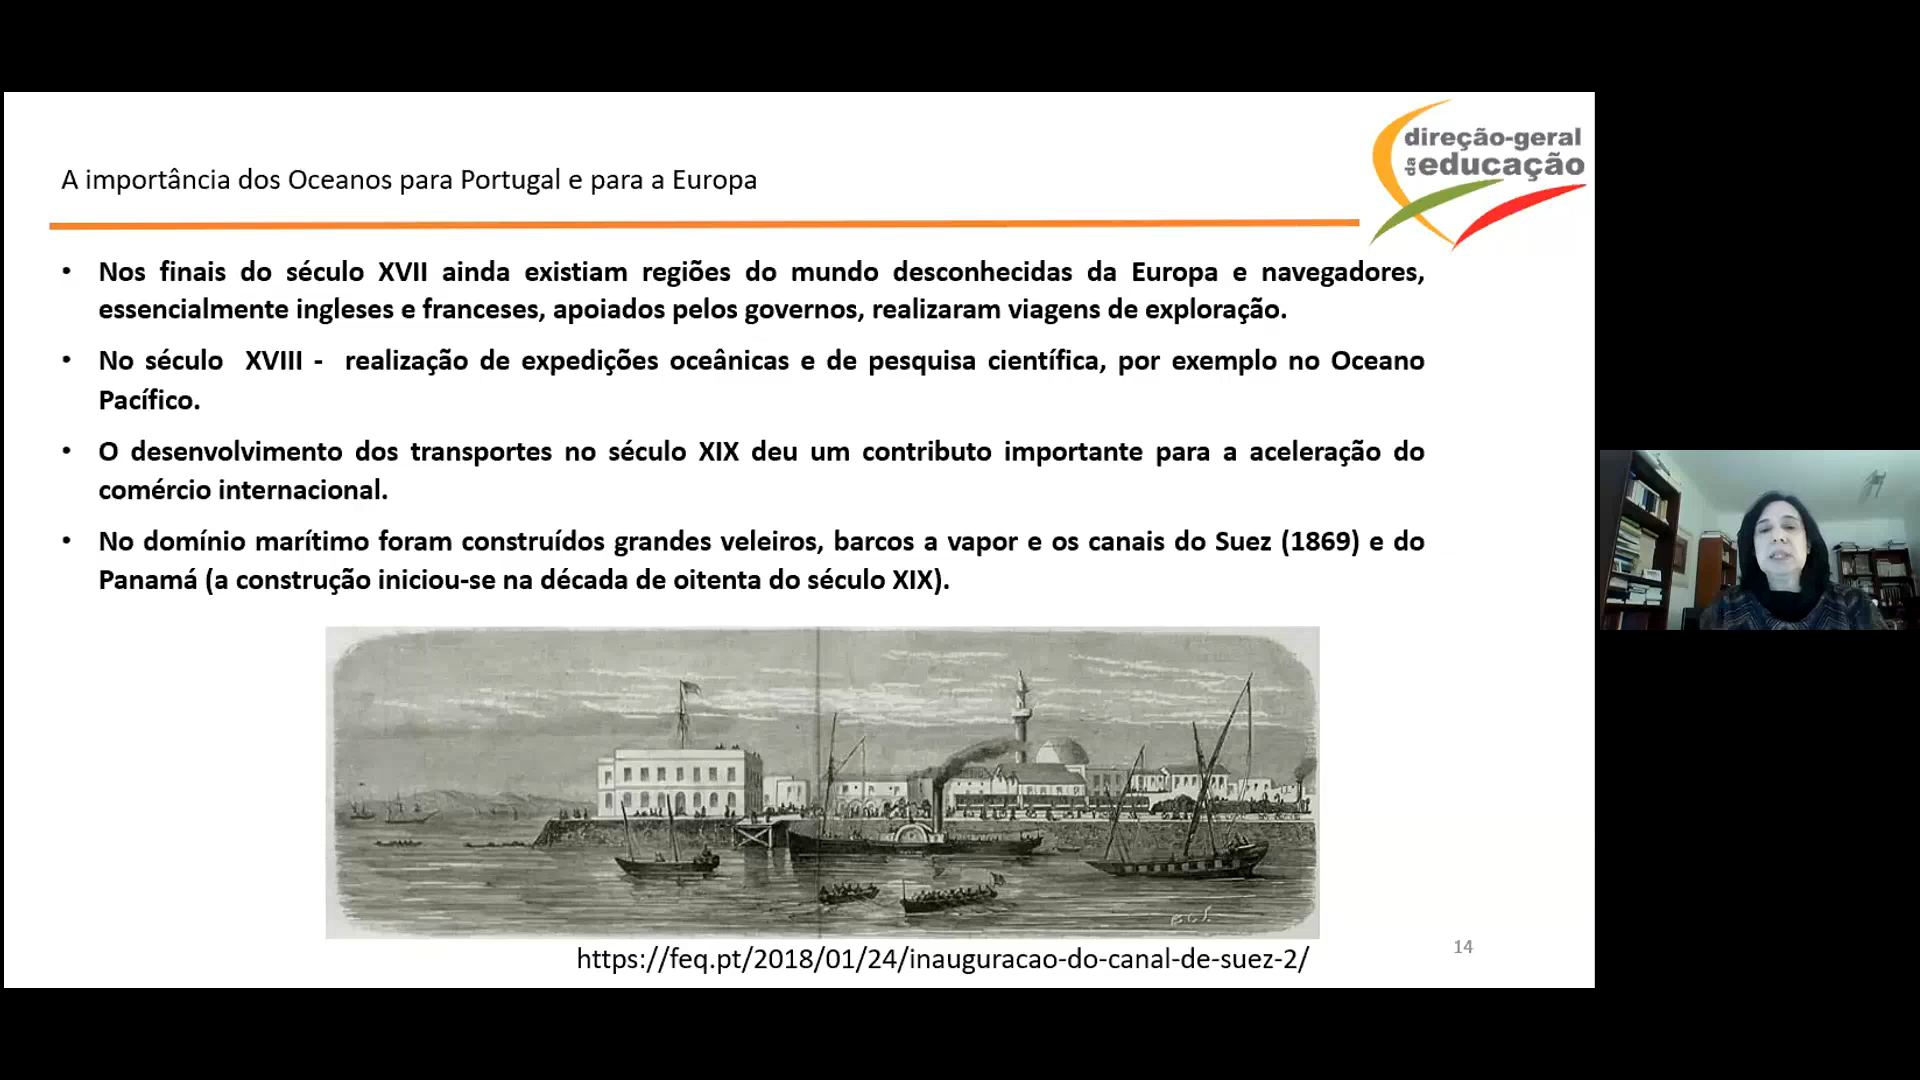 direção-geral
da educação
A importância dos Oceanos para Portugal e para a Europa
• Nos finais do século XVII ainda existiam regiões do mundo desconhecidas da Europa e navegadores,
essencialmente ingleses e franceses, apoiados pelos governos, realizaram viagens de exploração.
• No século XVIII - realização de expedições oceânicas e de pesquisa científica, por exemplo no Oceano
Pacífico.
• O desenvolvimento dos transportes no século XIX deu um contributo importante para a aceleração do
comércio internacional.
• No domínio marítimo foram construídos grandes veleiros, barcos a vapor e os canais do Suez (1869) e do
Panamá (a construção iniciou-se na década de oitenta do século XIX).
https://feq.pt/2018/01/24/inauguracao-do-canal-de-suez-2/
14